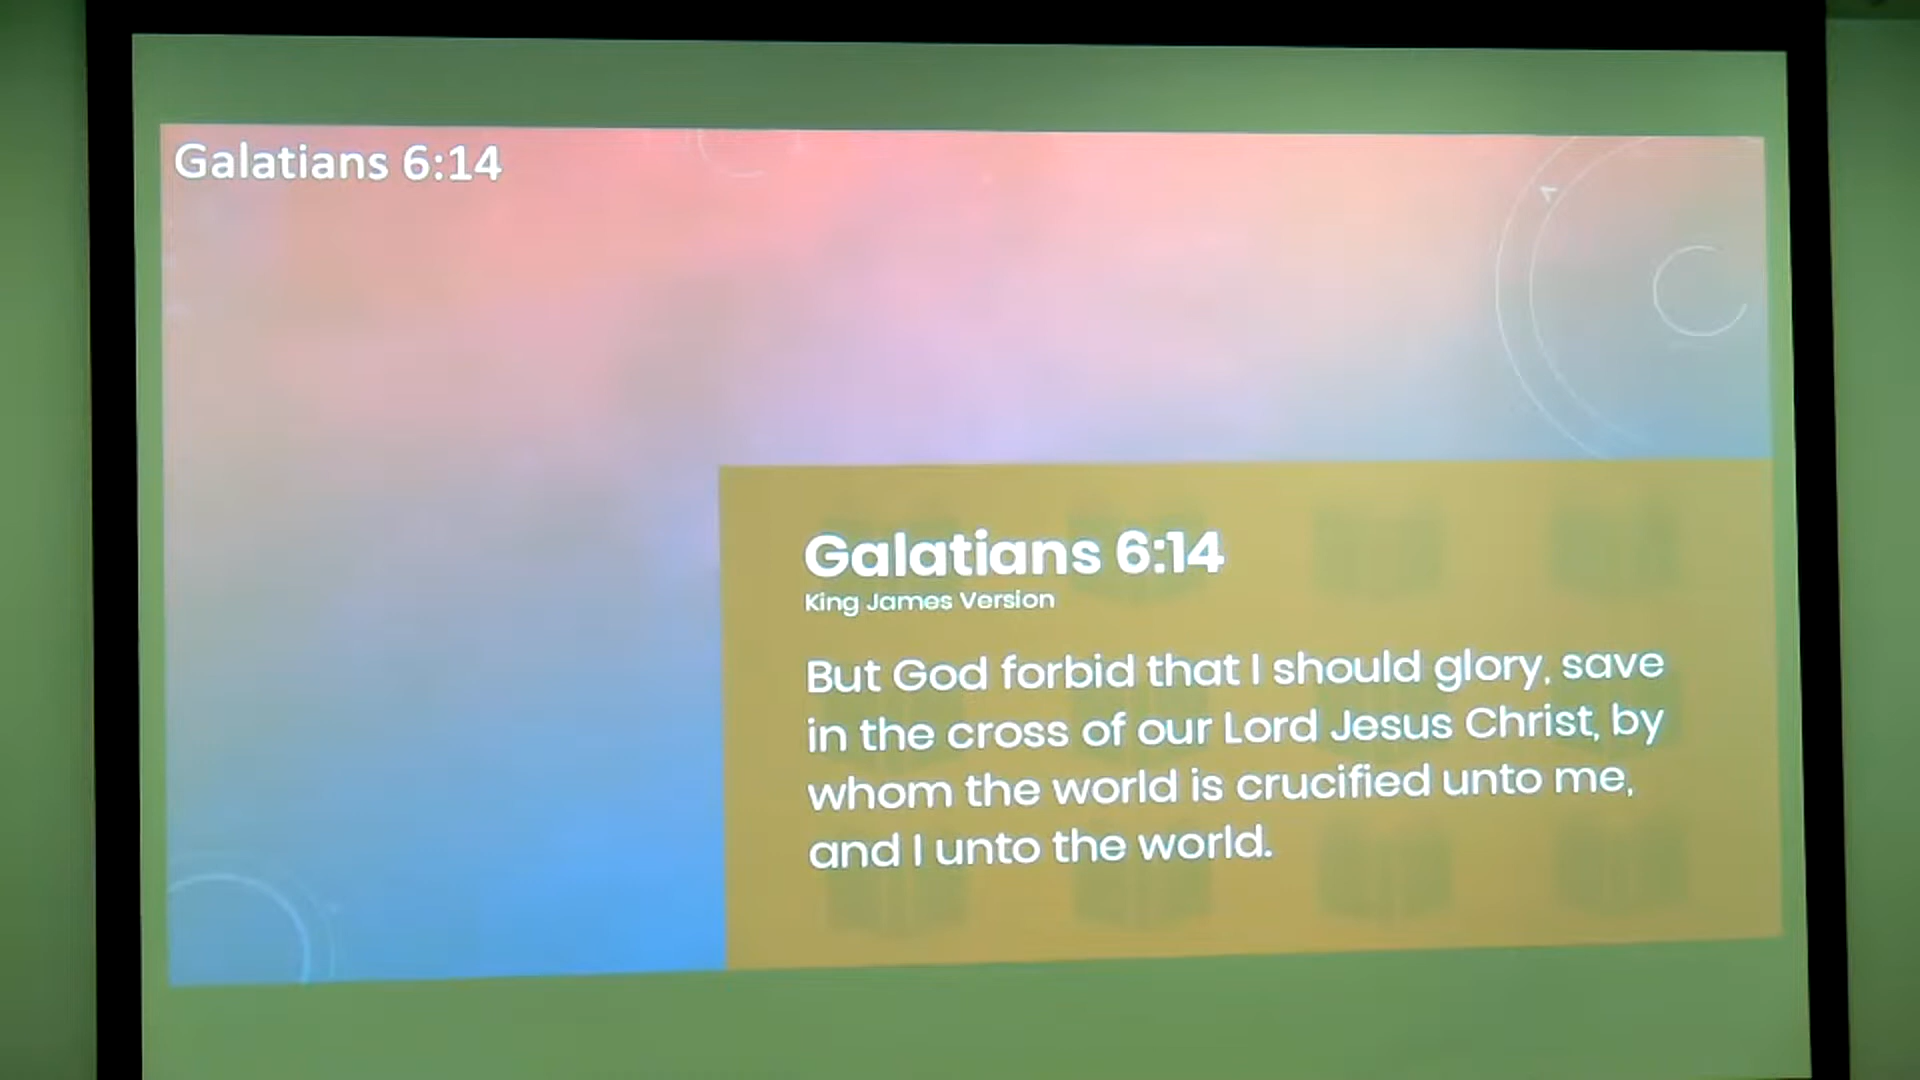 Galatians 6:14
Galatians 6:14
King James Version
But God forbid that I should glory, save
in the cross of our Lord Jesus Christ, by
whom the world is crucified unto me,
and I unto the world.